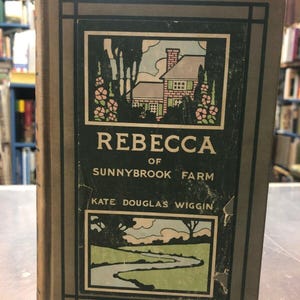 REBECCA
OF
SUNNYBROOK FARM
KATE DOUGLAS WIGGIN